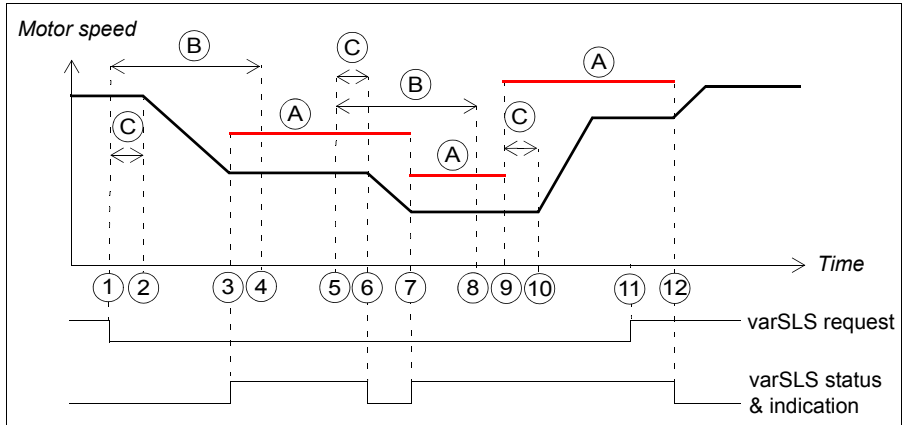 Motor speed
B
C
A
C
B
A
A
C
Time
1 2 3 4 5 6 7 8 9 10 11 12
varSLS request
varSLS status
& indication